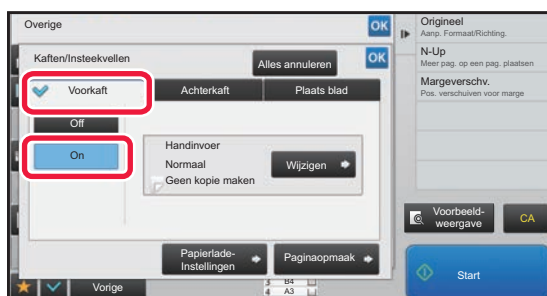 Overige
OK
Kaften/Insteekvellen
Alles annuleren
OK
Voorkaft
Achterkaft
Plaats blad
Off
On
Handinvoer
Normaal
Geen kopie maken
Wijzigen
Papierlade-
Instellingen
Paginaopmaak
Vorige
3 B4
4 A3
Origineel
Aanp. Formaat/Richting.
N-Up
Meer pag. op een pag. plaatsen
Margeverschv.
Pos. verschuiven voor marge
Voorbeeld-
weergave
CA
Start